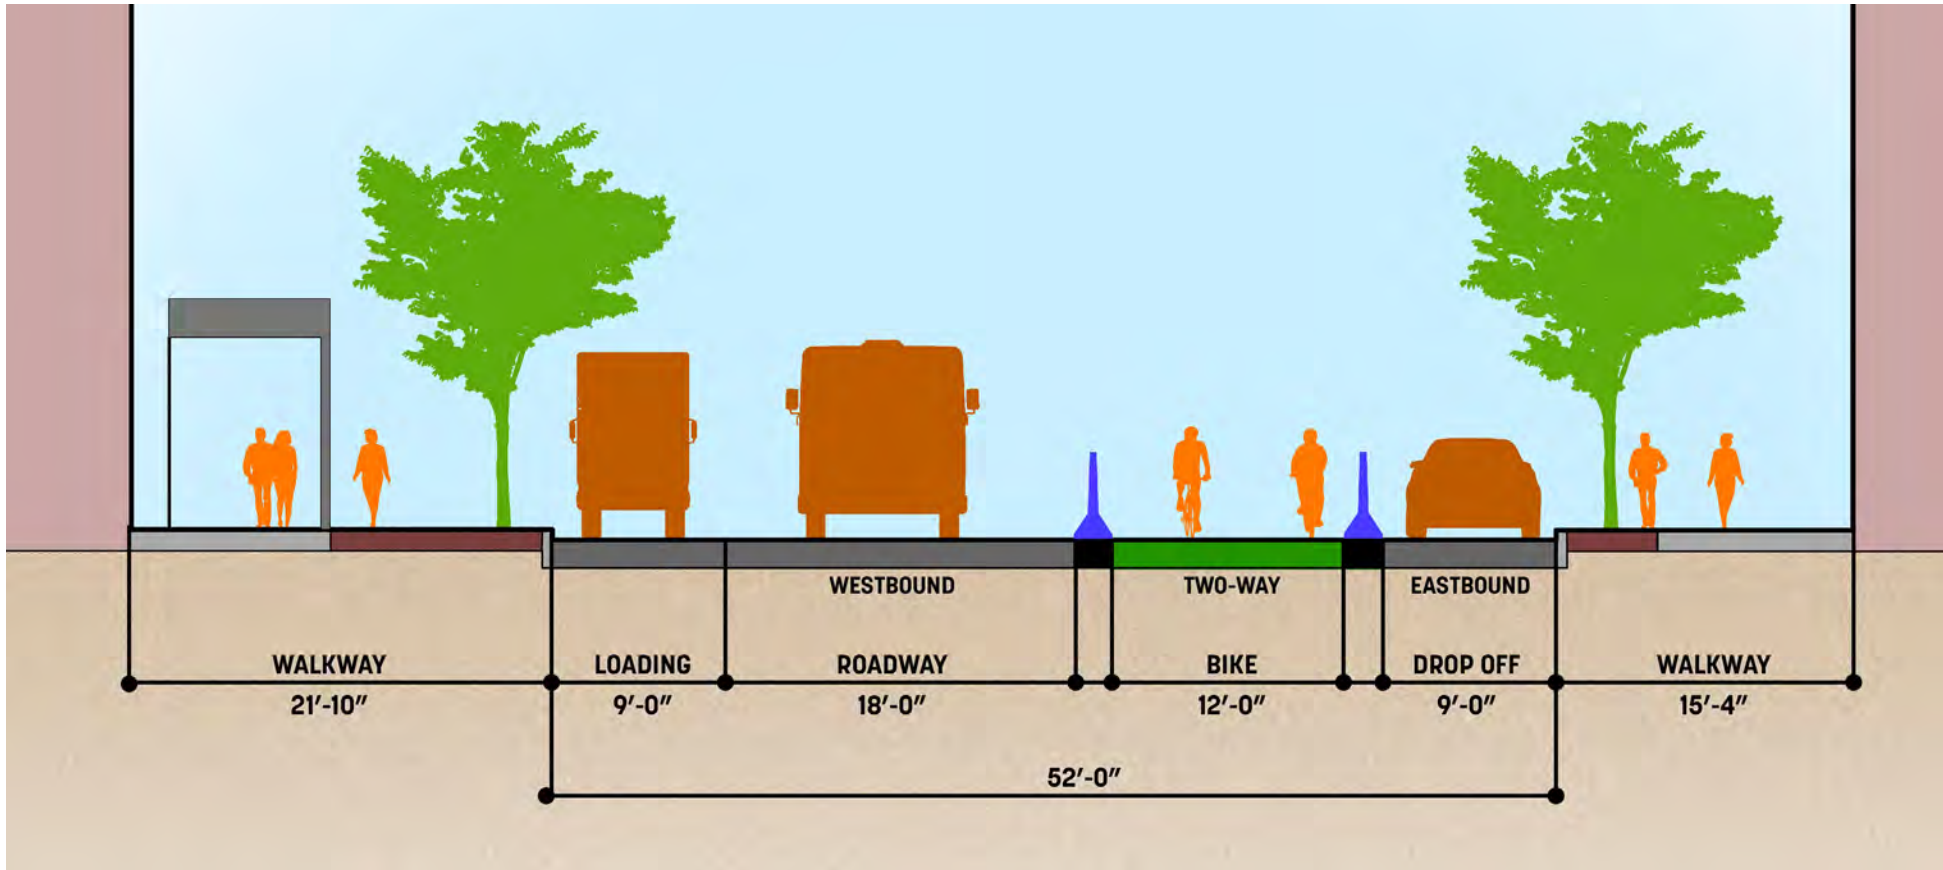 WESTBOUND TWO-WAY EASTBOUND
WALKWAY LOADING ROADWAY BIKE DROP OFF WALKWAY
21'-10" 9'-0" 18'-0" 12'-0" 9'-0" 15'-4"
52'-0"